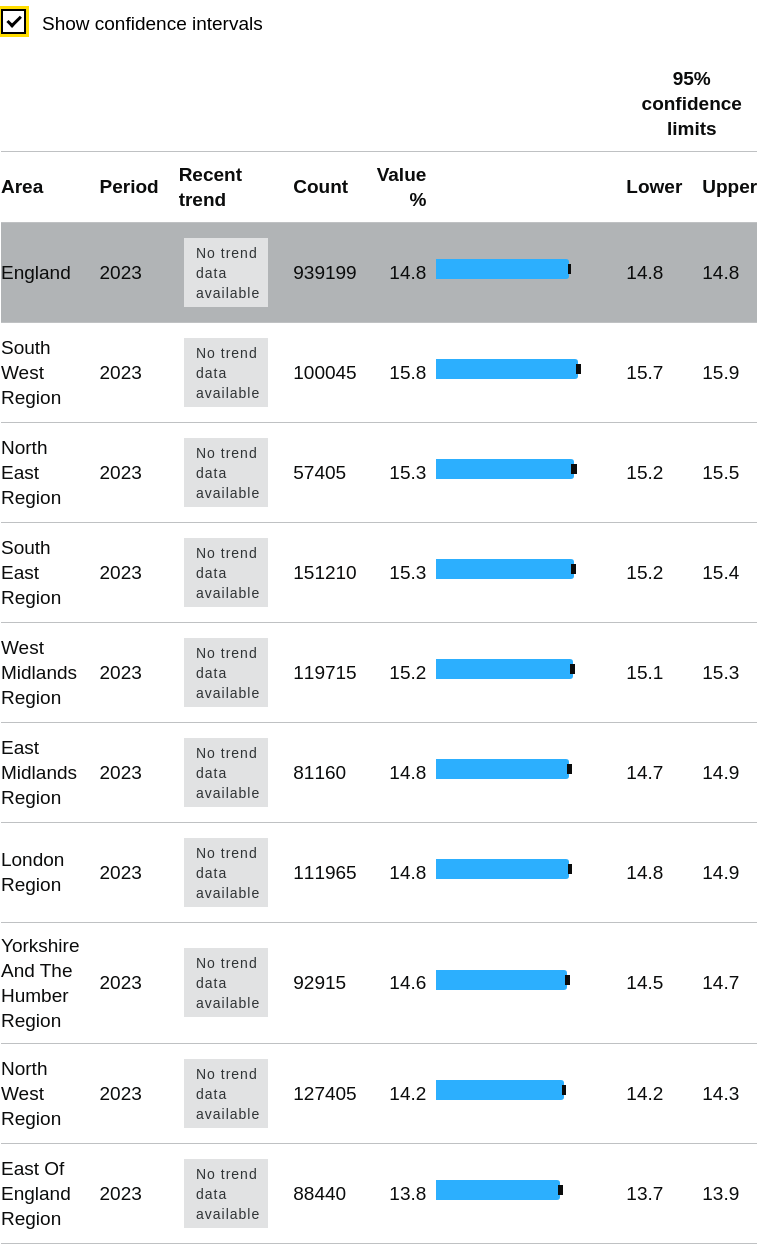 Show confidence intervals
95%
confidence
limits
Area Period Recent trend Count Value % Lower Upper
England 2023 No trend data available 939199 14.8 14.8 14.8
South West Region 2023 No trend data available 100045 15.8 15.7 15.9
North East Region 2023 No trend data available 57405 15.3 15.2 15.5
South East Region 2023 No trend data available 151210 15.3 15.2 15.4
West Midlands Region 2023 No trend data available 119715 15.2 15.1 15.3
East Midlands Region 2023 No trend data available 81160 14.8 14.7 14.9
London Region 2023 No trend data available 111965 14.8 14.8 14.9
Yorkshire And The Humber Region 2023 No trend data available 92915 14.6 14.5 14.7
North West Region 2023 No trend data available 127405 14.2 14.2 14.3
East Of England Region 2023 No trend data available 88440 13.8 13.7 13.9